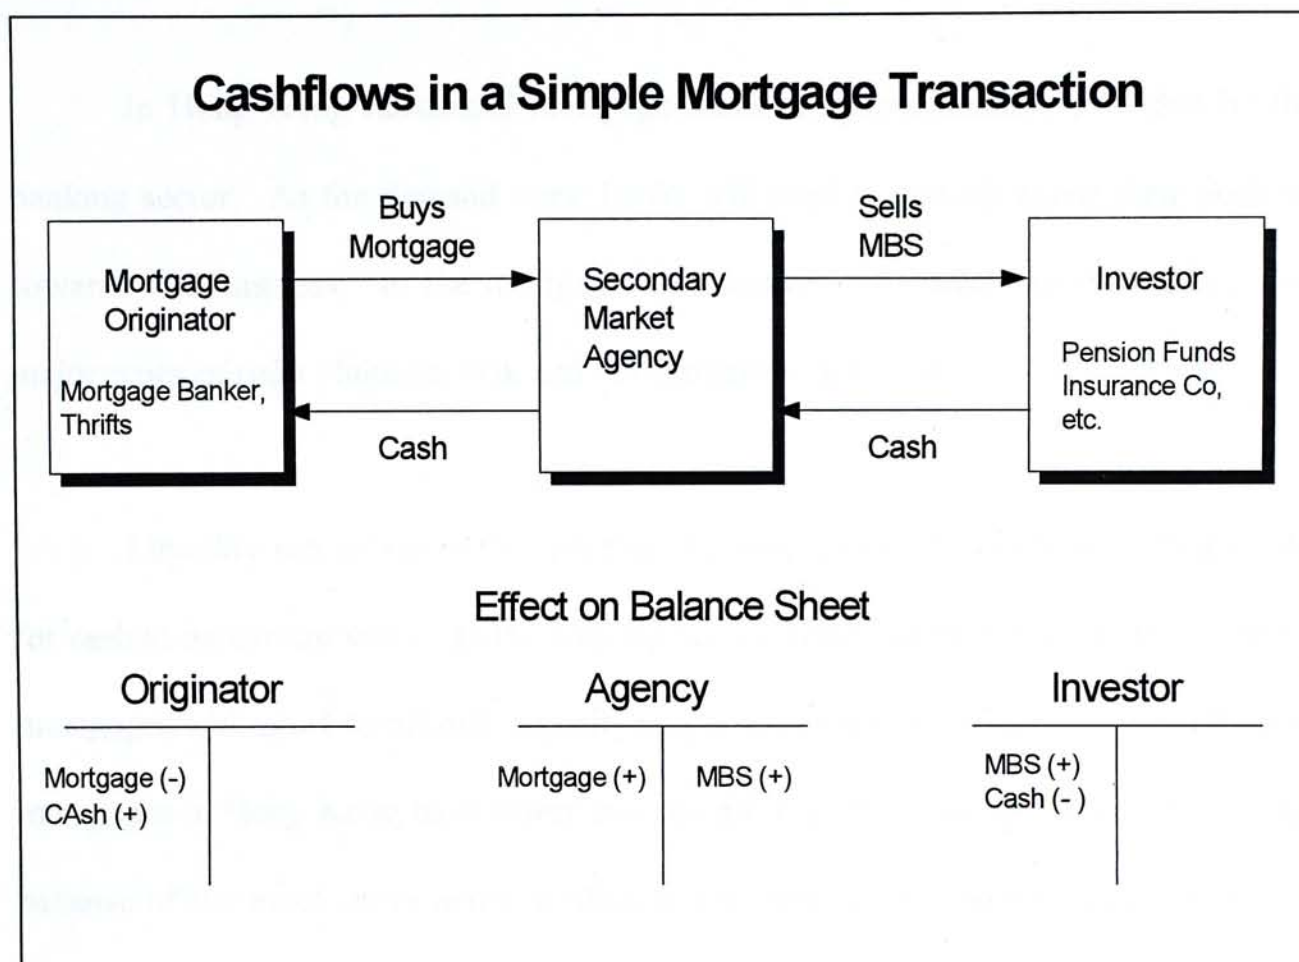 Cashflows in a Simple Mortgage Transaction
Buys
Mortgage
Sells
MBS
Mortgage
Originator
Mortgage Banker,
Thrifts
Secondary
Market
Agency
Investor
Pension Funds
Insurance Co,
etc.
Cash
Cash
Effect on Balance Sheet
Originator
Agency
Investor
Mortgage (-)
CAsh (+)
Mortgage (+)
MBS (+)
MBS (+)
Cash (-)